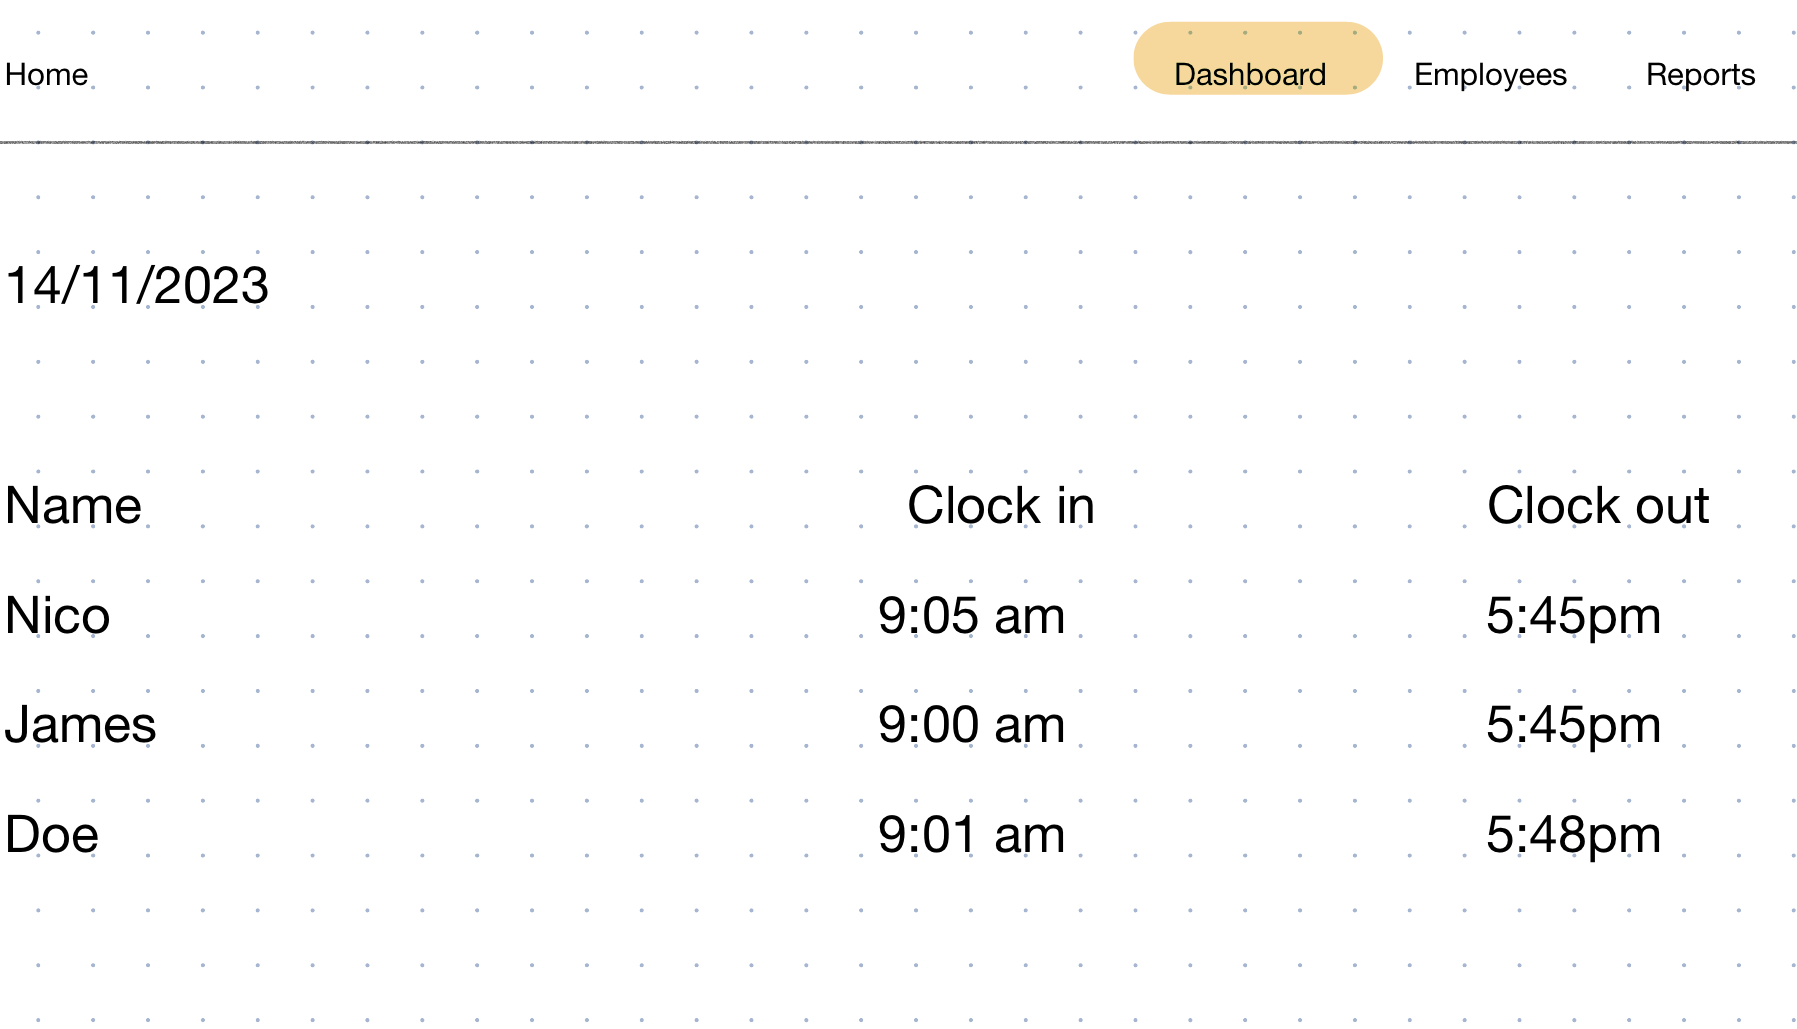 Home Dashboard Employees Reports
14/11/2023
Name Clock in Clock out
Nico 9:05 am 5:45pm
James 9:00 am 5:45pm
Doe 9:01 am 5:48pm